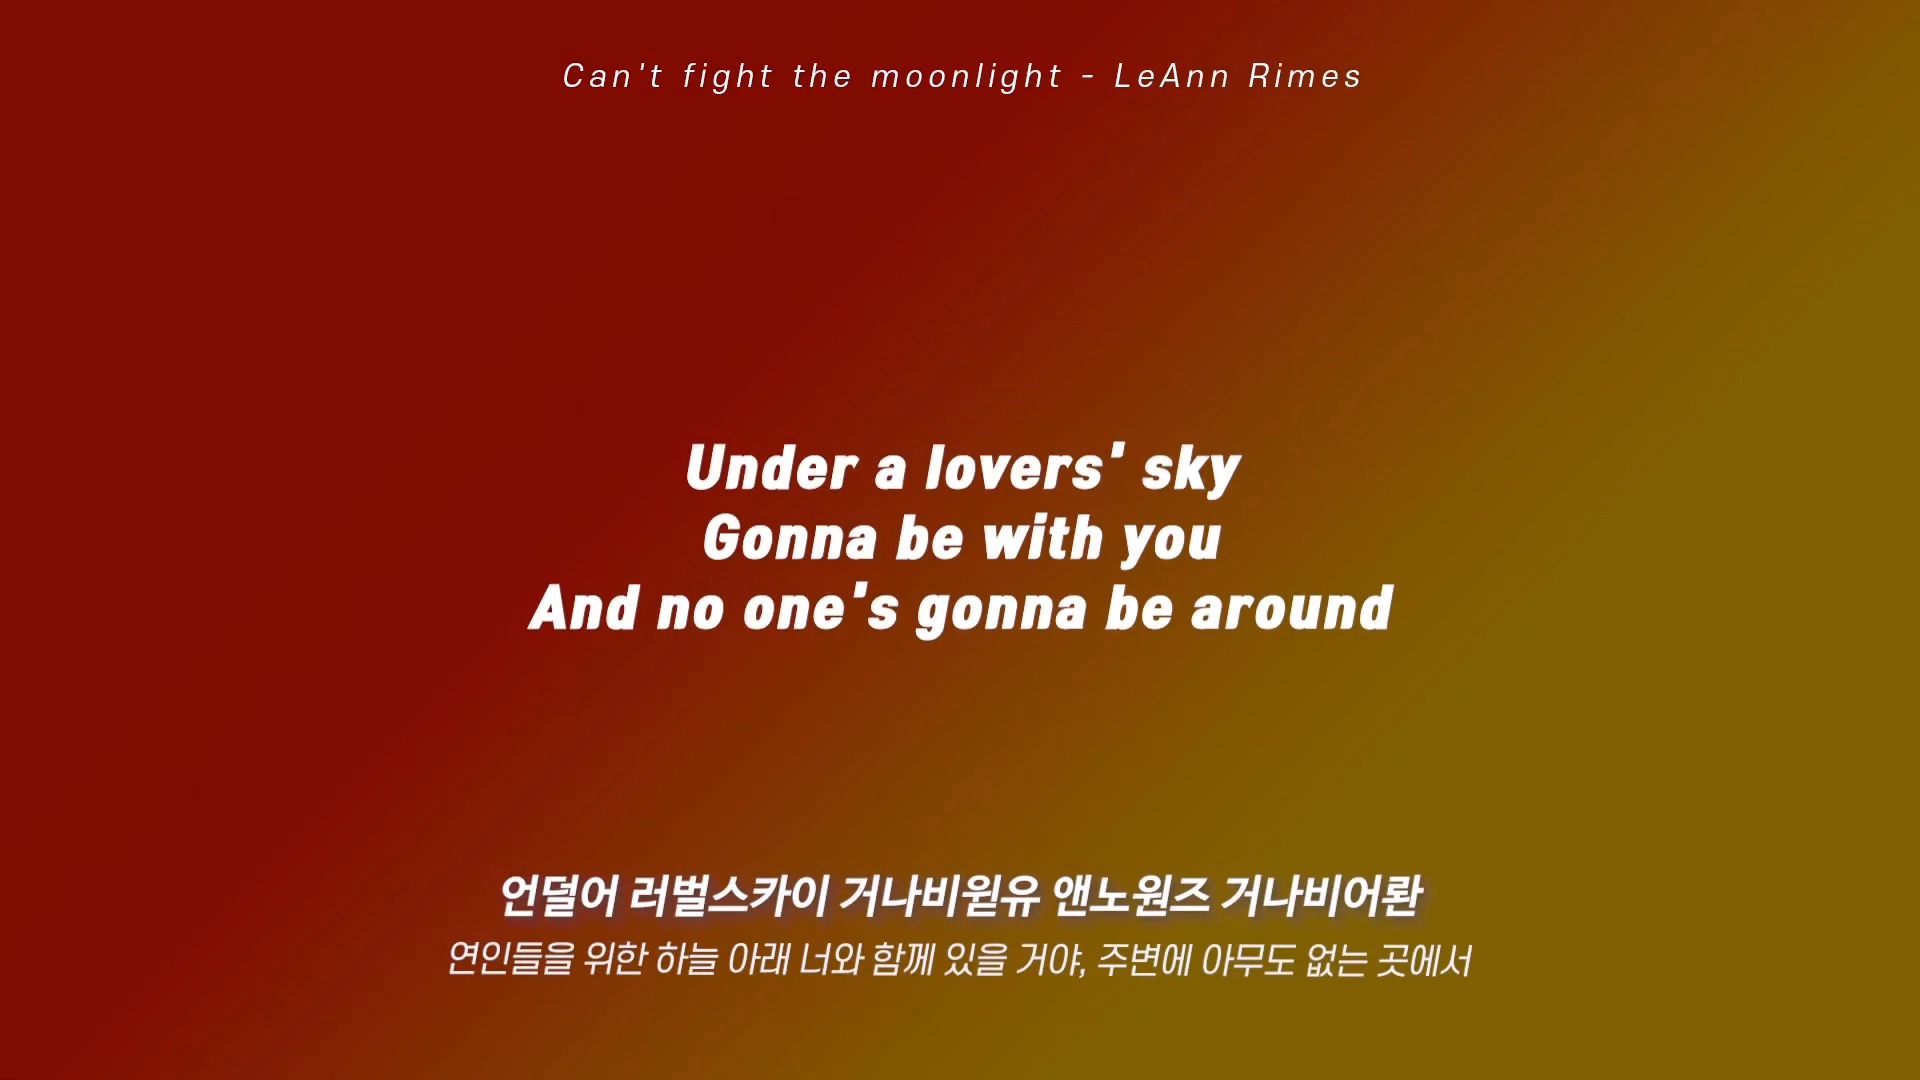 Can't fight the moonlight - LeAnn Rimes
Under a lovers' sky
Gonna be with you
And no one's gonna be around
언덜어 러벌스카이 거나비윋유 앤노원즈 거나비어롼
연인들을 위한 하늘 아래 너와 함께 있을 거야, 주변에 아무도 없는 곳에서